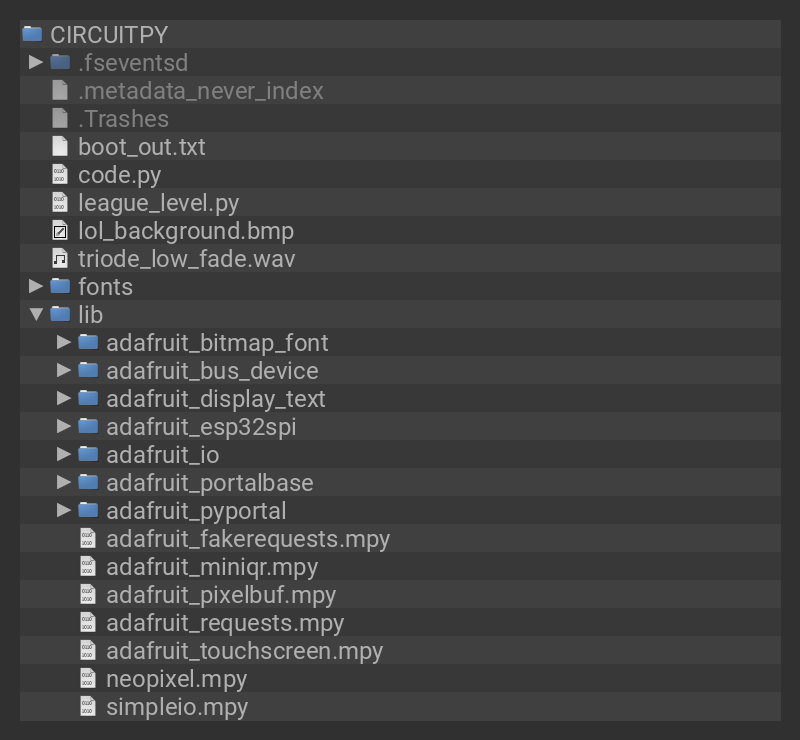 CIRCUITPY
.fseventsd
.metadata_never_index
.Trashes
boot_out.txt
code.py
league_level.py
lol_background.bmp
triode_low_fade.wav
fonts
lib
adafruit_bitmap_font
adafruit_bus_device
adafruit_display_text
adafruit_esp32spi
adafruit_io
adafruit_portalbase
adafruit_pyportal
adafruit_fakerequests.mpy
adafruit_miniqr.mpy
adafruit_pixelbuf.mpy
adafruit_requests.mpy
adafruit_touchscreen.mpy
neopixel.mpy
simpleio.mpy